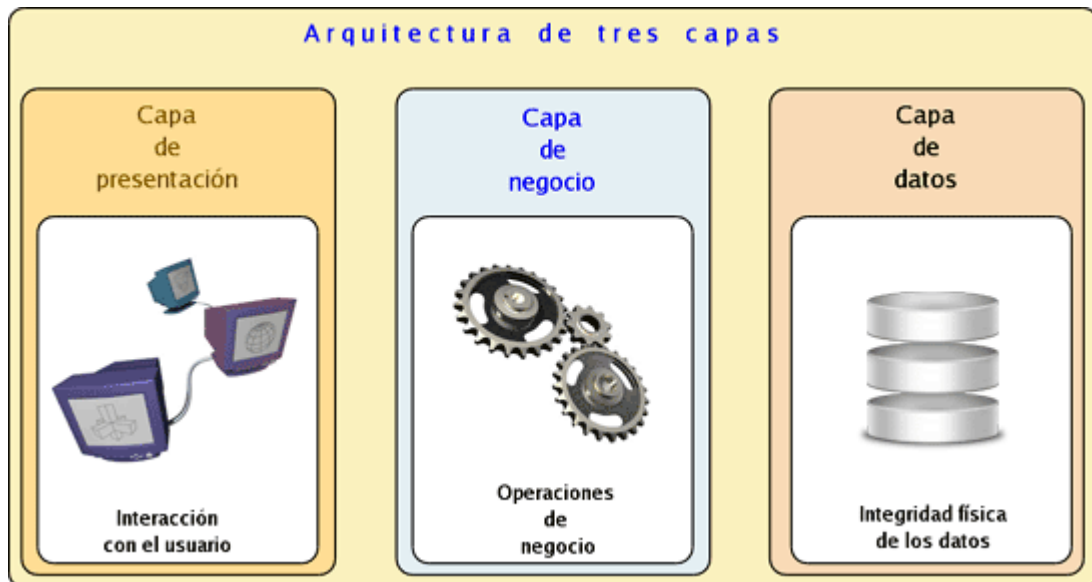 Arquitectura de tres capas
Capa
de
presentación
Interacción
con el usuario
Capa
de
negocio
Operaciones
de
negocio
Capa
de
datos
Integridad física
de los datos